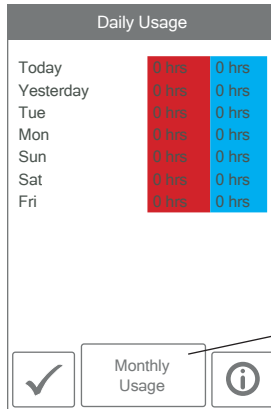 Daily Usage
Today 0 hrs 0 hrs
Yesterday 0 hrs 0 hrs
Tue 0 hrs 0 hrs
Mon 0 hrs 0 hrs
Sun 0 hrs 0 hrs
Sat 0 hrs 0 hrs
Fri 0 hrs 0 hrs
Monthly
Usage
i